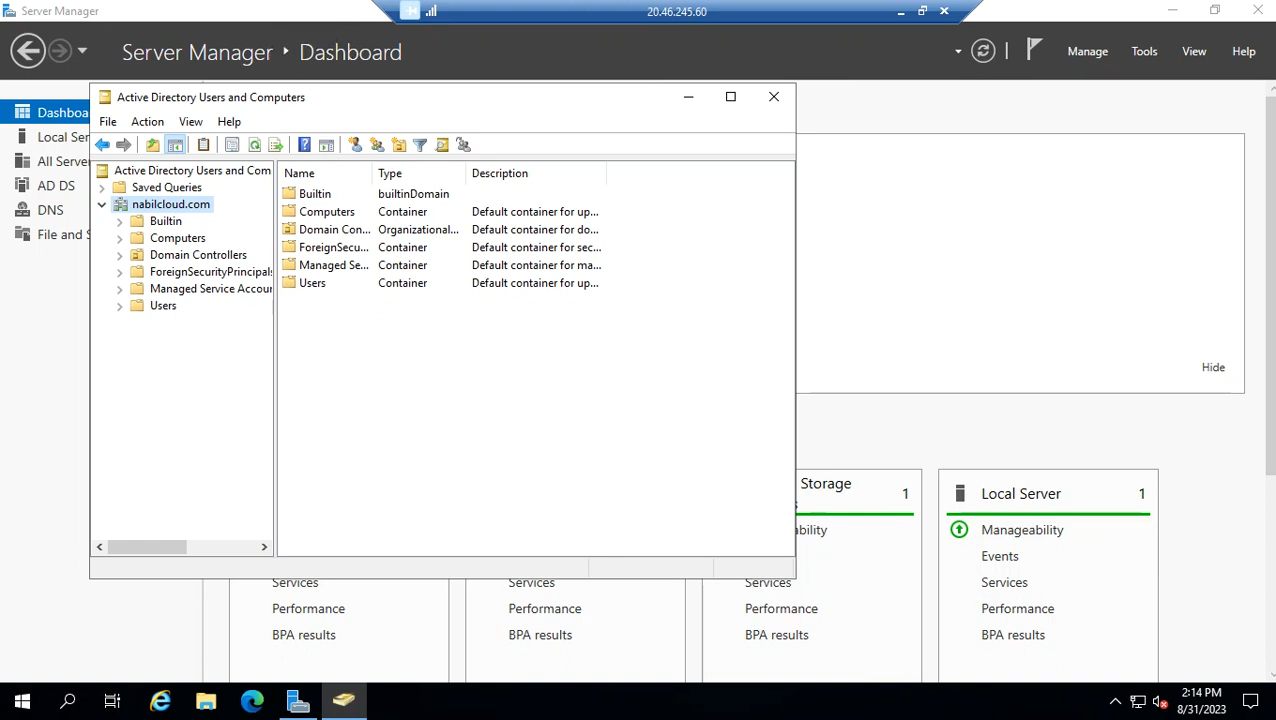 Server Manager
20.46.245.60
Server Manager
Dashboard
Manage
Tools
View
Help
Dashboa
Local Ser
All Serve
AD DS
DNS
File and S
Active Directory Users and Computers
File
Action
View
Help
Active Directory Users and Com
Saved Queries
nabilcloud.com
Builtin
Computers
Domain Controllers
ForeignSecurityPrincipals
Managed Service Accour
Users
Name
Type
Description
Builtin
builtinDomain
Computers
Container
Default container for up...
Domain Con...
Organizational...
Default container for do...
ForeignSecu...
Container
Default container for sec...
Managed Se...
Container
Default container for ma...
Users
Container
Default container for up...
Hide
Services
Performance
BPA results
Services
Performance
BPA results
Storage
1
bility
Services
Performance
BPA results
Local Server
1
Manageability
Events
Services
Performance
BPA results
2:14 PM
8/31/2023